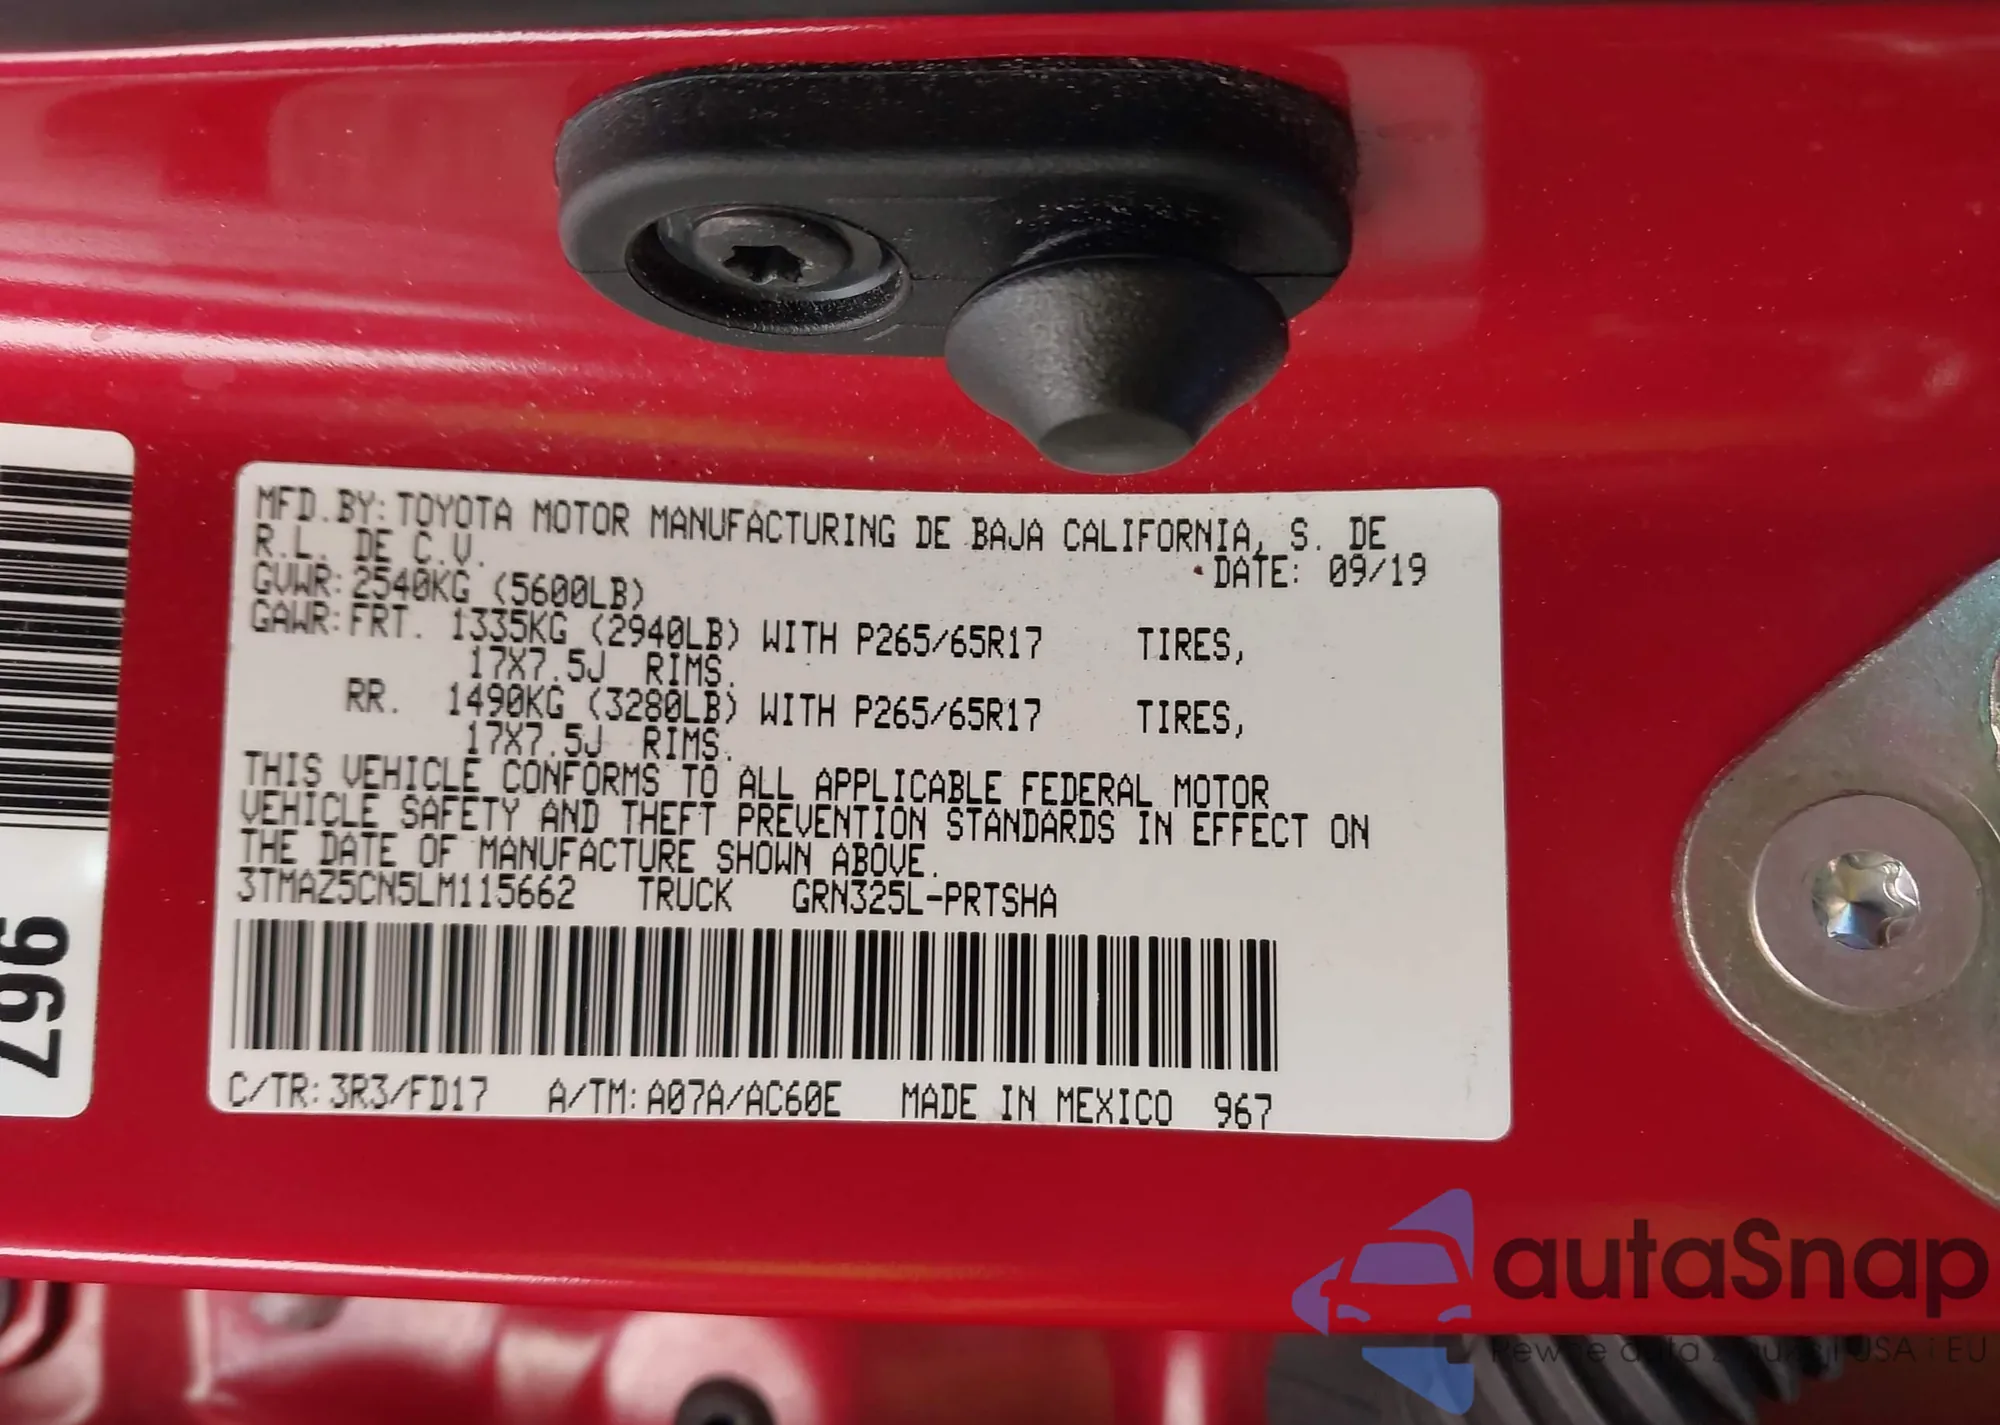 MFD.BY: TOYOTA MOTOR MANUFACTURING DE BAJA CALIFORNIA, S. DE
R.L. DE C.V.
DATE: 09/19
GVWR: 2540KG (5600LB)
GAWR: FRT. 1335KG (2940LB) WITH P265/65R17 TIRES,
17X7.5J RIMS.
RR. 1490KG (3280LB) WITH P265/65R17 TIRES,
17X7.5J RIMS.
THIS VEHICLE CONFORMS TO ALL APPLICABLE FEDERAL MOTOR
VEHICLE SAFETY AND THEFT PREVENTION STANDARDS IN EFFECT ON
THE DATE OF MANUFACTURE SHOWN ABOVE.
3TMAZ5CN5LM115662 TRUCK GRN325L-PRTSHA
C/TR: 3R3/FD17 A/TM: A07A/AC60E MADE IN MEXICO 967
967
autaSnap
Pewne auta z USA i EU